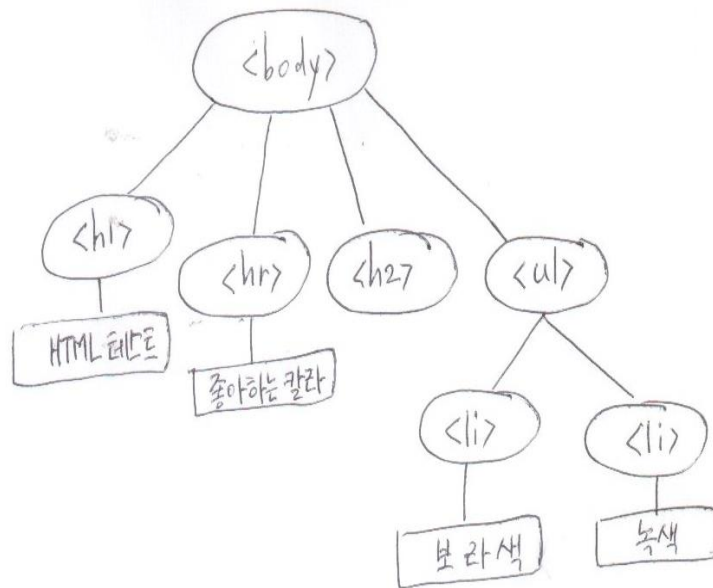 <body>
<h1>
<hr>
<h2>
<ul>
HTML 테스트
좋아하는 칼라
<li>
<li>
보라색
녹색